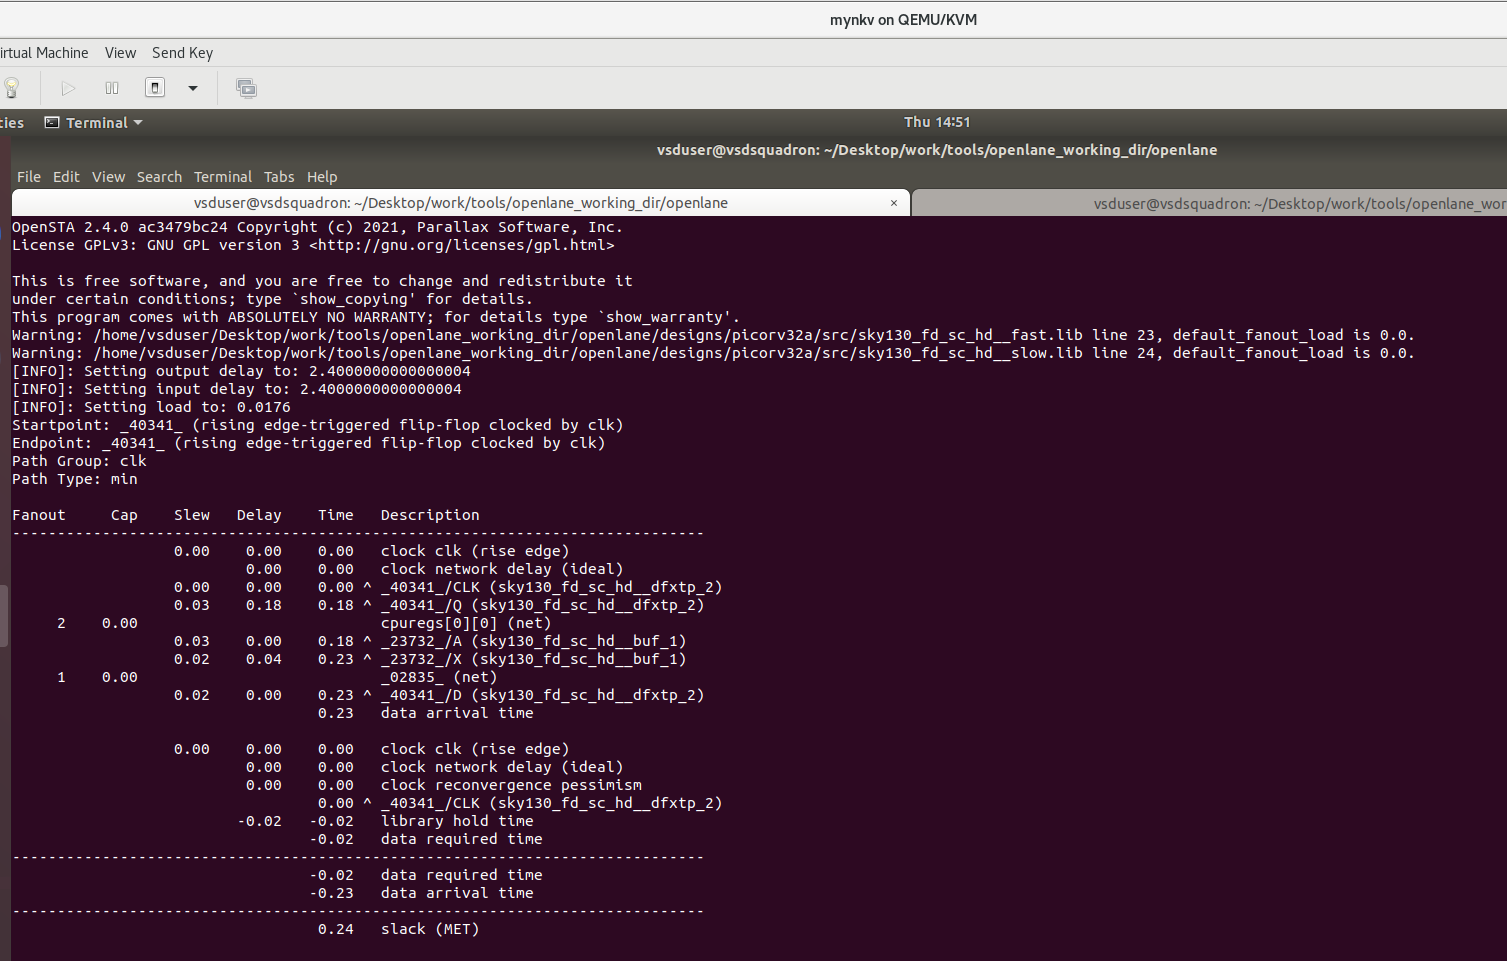 mynkv on QEMU/KVM
irtual Machine View Send Key
ties Terminal Thu 14:51
vsduser@vsdsquadron: ~/Desktop/work/tools/openlane_working_dir/openlane
File Edit View Search Terminal Tabs Help
vsduser@vsdsquadron: ~/Desktop/work/tools/openlane_working_dir/openlane × vsduser@vsdsquadron: ~/Desktop/work/tools/openlane_wor
OpenSTA 2.4.0 ac3479bc24 Copyright (c) 2021, Parallax Software, Inc.
License GPLv3: GNU GPL version 3 <http://gnu.org/licenses/gpl.html>
This is free software, and you are free to change and redistribute it
under certain conditions; type `show_copying' for details.
This program comes with ABSOLUTELY NO WARRANTY; for details type `show_warranty'.
Warning: /home/vsduser/Desktop/work/tools/openlane_working_dir/openlane/designs/picorv32a/src/sky130_fd_sc_hd__fast.lib line 23, default_fanout_load is 0.0.
Warning: /home/vsduser/Desktop/work/tools/openlane_working_dir/openlane/designs/picorv32a/src/sky130_fd_sc_hd__slow.lib line 24, default_fanout_load is 0.0.
[INFO]: Setting output delay to: 2.4000000000000004
[INFO]: Setting input delay to: 2.4000000000000004
[INFO]: Setting load to: 0.0176
Startpoint: _40341_ (rising edge-triggered flip-flop clocked by clk)
Endpoint: _40341_ (rising edge-triggered flip-flop clocked by clk)
Path Group: clk
Path Type: min
Fanout Cap Slew Delay Time Description
-----------------------------------------------------------------------------
0.00 0.00 0.00 clock clk (rise edge)
0.00 0.00 clock network delay (ideal)
0.00 0.00 0.00 ^ _40341_/CLK (sky130_fd_sc_hd__dfxtp_2)
0.03 0.18 0.18 ^ _40341_/Q (sky130_fd_sc_hd__dfxtp_2)
2 0.00 cpuregs[0][0] (net)
0.03 0.00 0.18 ^ _23732_/A (sky130_fd_sc_hd__buf_1)
0.02 0.04 0.23 ^ _23732_/X (sky130_fd_sc_hd__buf_1)
1 0.00 _02835_ (net)
0.02 0.00 0.23 ^ _40341_/D (sky130_fd_sc_hd__dfxtp_2)
0.23 data arrival time
0.00 0.00 0.00 clock clk (rise edge)
0.00 0.00 clock network delay (ideal)
0.00 0.00 clock reconvergence pessimism
0.00 ^ _40341_/CLK (sky130_fd_sc_hd__dfxtp_2)
-0.02 -0.02 library hold time
-0.02 data required time
-----------------------------------------------------------------------------
-0.02 data required time
-0.23 data arrival time
-----------------------------------------------------------------------------
0.24 slack (MET)